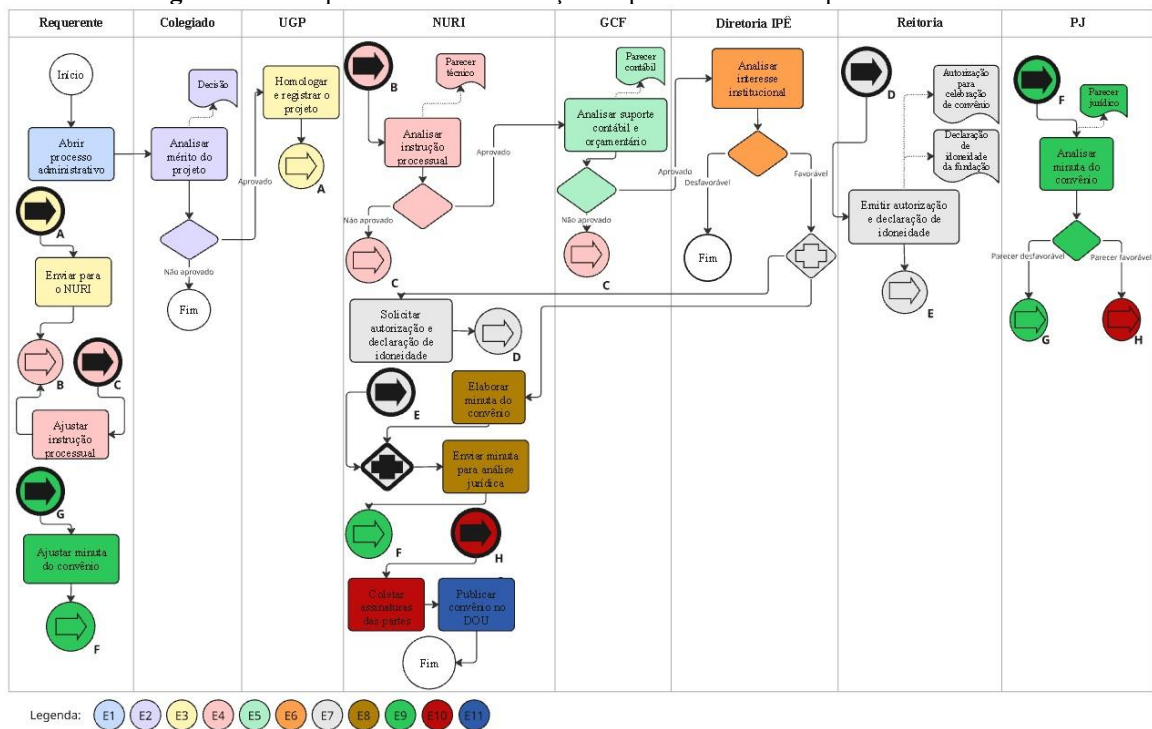 Requerente
Colegiado
UGP
NURI
GCF
Diretoria IPÊ
Reitoria
PJ
Início
Abrir
processo
administrativo
A
Enviar para
o NURI
B
C
Ajustar
instrução
processual
G
Ajustar minuta
do convênio
F
Decisão
Analisar
mérito do
projeto
Aprovado
Não aprovado
Fim
Homologar
e registrar o
projeto
A
B
Parecer
técnico
Analisar
instrução
processual
Aprovado
Não aprovado
C
Solicitar
autorização e
declaração de
idoneidade
D
E
Elaborar
minuta do
convênio
Enviar minuta
para análise
jurídica
F
H
Coletar
assinaturas
das partes
Publicar
convênio no
DOU
Fim
Parecer
contábil
Analisar suporte
contábil e
orçamentário
Aprovado
Não aprovado
C
Analisar
interesse
institucional
Desfavorável
Favorável
Fim
D
Autorização
para
celebração de
convênio
Declaração
de
idoneidade
da fundação
Emitir autorização
e declaração de
idoneidade
E
F
Parecer
jurídico
Analisar
minuta do
convênio
Parecer desfavorável
Parecer favorável
G
H
Legenda:
E1
E2
E3
E4
E5
E6
E7
E8
E9
E10
E11